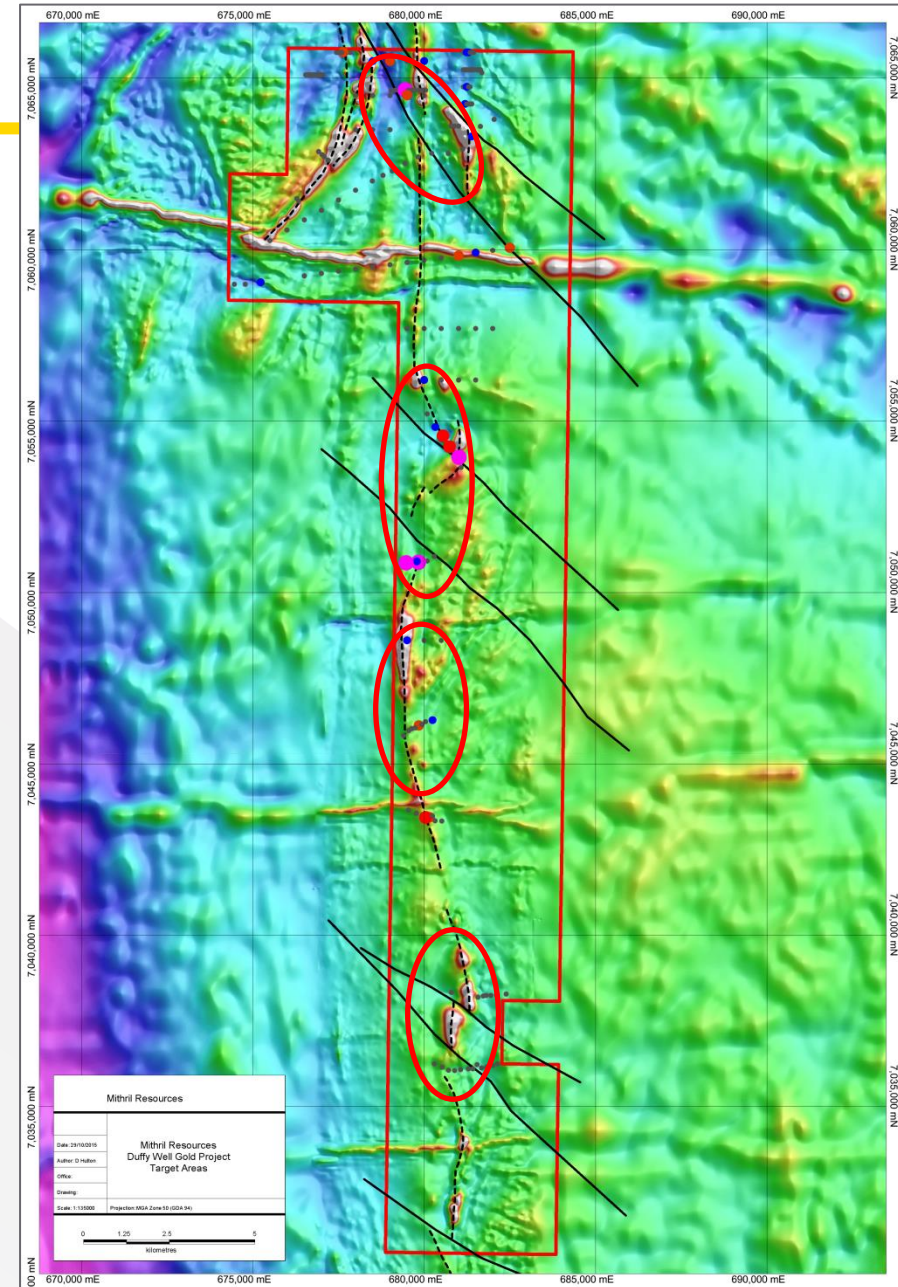 670,000 mE 675,000 mE 680,000 mE 685,000 mE 690,000 mE
7,065,000 mN 7,065,000 mN
7,060,000 mN 7,060,000 mN
7,055,000 mN 7,055,000 mN
7,050,000 mN 7,050,000 mN
7,045,000 mN 7,045,000 mN
7,040,000 mN 7,040,000 mN
7,035,000 mN 7,035,000 mN
Mithril Resources
Date: 29/10/2015
Author: D Hutton
Office:
Drawing:
Scale: 1:135000
Mithril Resources
Duffy Well Gold Project
Target Areas
Projection: MGA Zone 50 (GDA 94)
0 1.25 2.5 5
kilometres
00 mN
670,000 mE 675,000 mE 680,000 mE 685,000 mE 690,000 mE